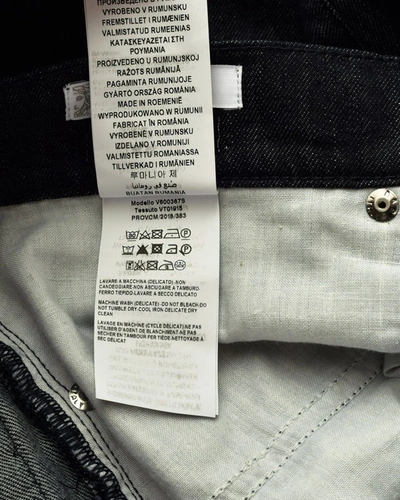 PROIZVEDENO V RUMUNIJI
VYROBENO V RUMUNSKU
FREMSTILLET I RUMÆNIEN
VALMISTATUD RUMEENIAS
ΚΑΤΑΣΚΕΥΑΖΕΤΑΙ ΣΤΗ
ΡΟΥΜΑΝΙΑ
PROIZVEDENO U RUMUNJSKOJ
RAŽOTS RUMĀNIJĀ
PAGAMINTA RUMUNIJOJE
GYÁRTÓ ORSZÁG ROMÁNIA
MADE IN ROEMENIË
WYPRODUKOWANO W RUMUNII
FABRICAT ÎN ROMÂNIA
VYROBENÉ V RUMUNSKU
IZDELANO V ROMUNIJI
VALMISTETTU ROMANIASSA
TILLVERKAD I RUMÄNIEN
루마니아 제
صنع في رومانيا
BUATAN RUMANIA
Modello V600367S
Tessuto VT01915
PROVCM/2018/383
LAVARE A MACCHINA (DELICATO)-NON
CANDEGGIARE-NON ASCIUGARE A TAMBURO
FERRO TIEPIDO-LAVARE A SECCO DELICATO
MACHINE WASH (DELICATE)-DO NOT BLEACH-DO
NOT TUMBLE DRY-COOL IRON-DELICATE DRY
CLEAN
LAVAGE EN MACHINE (CYCLE DÉLICAT)-NE PAS
UTILISER D'AGENT DE BLANCHIMENT-NE PAS
SÉCHER EN TAMBOUR-FER TIÈDE-NETTOYAGE À
SEC DÉLICAT